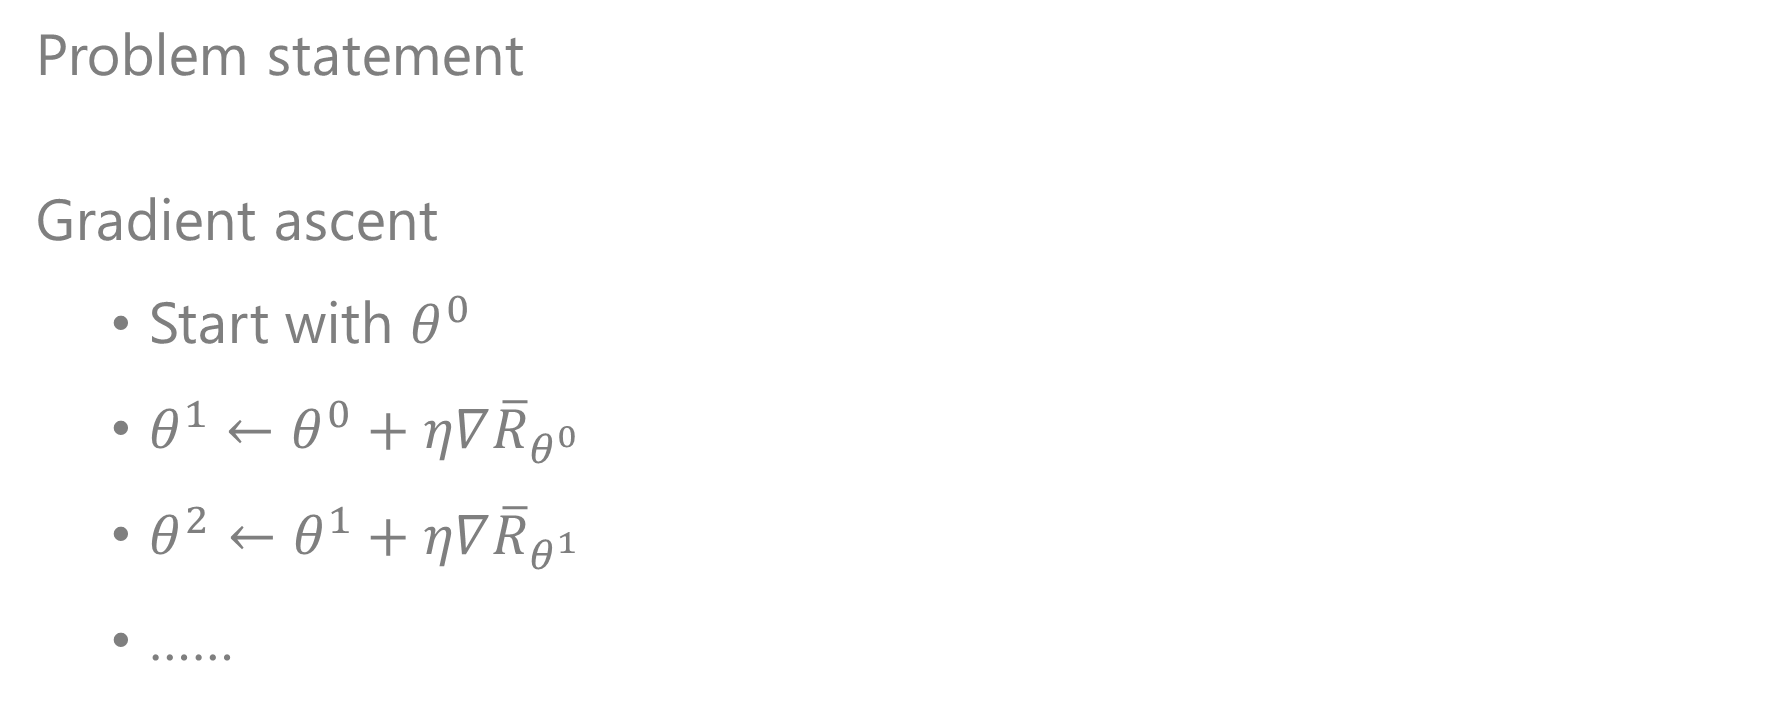 Problem statement
Gradient ascent
• Start with θ⁰
• θ¹ ← θ⁰ + η∇R̄_θ⁰
• θ² ← θ¹ + η∇R̄_θ¹
• ……